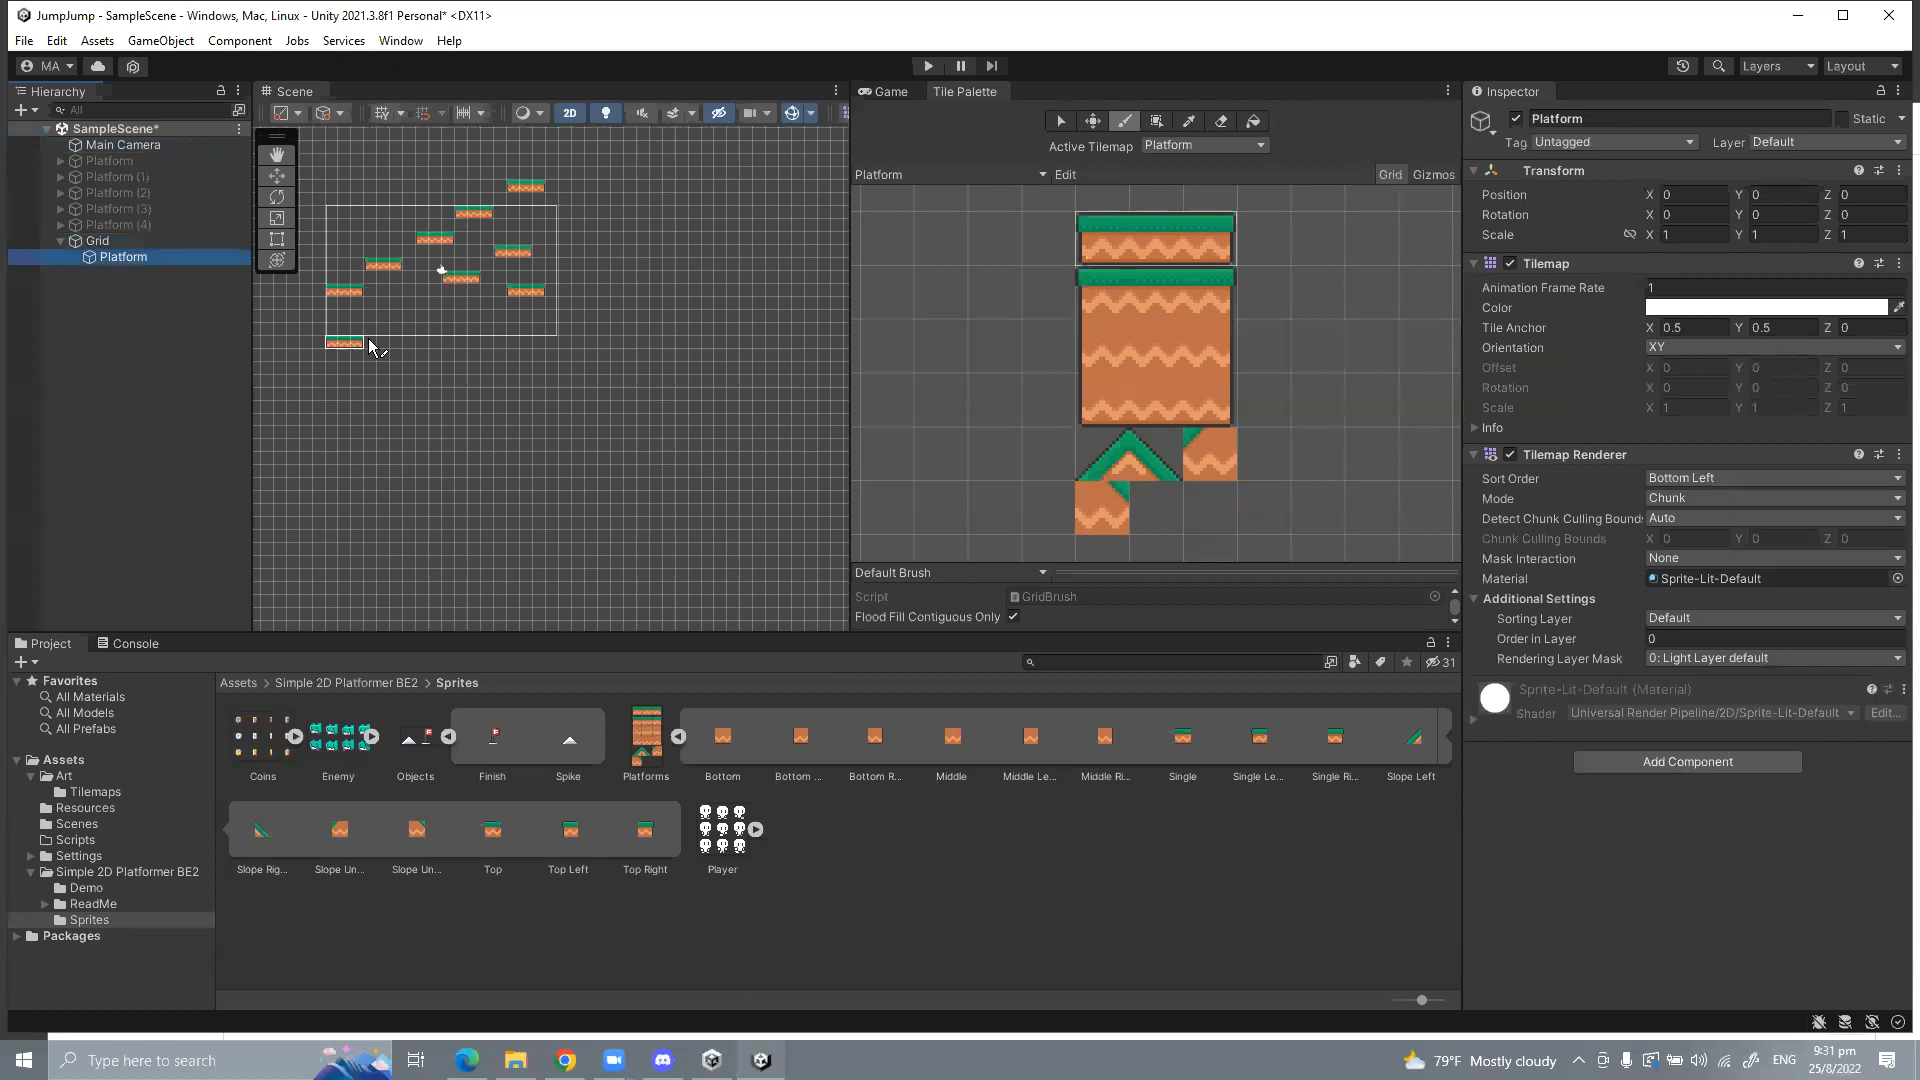 JumpJump - SampleScene - Windows, Mac, Linux - Unity 2021.3.8f1 Personal* <DX11>
File Edit Assets GameObject Component Jobs Services Window Help
MA Layers Layout
Hierarchy Scene Game Tile Palette Inspector
All
SampleScene*
Main Camera
Platform
Platform (1)
Platform (2)
Platform (3)
Platform (4)
Grid
Platform
2D
Active Tilemap Platform
Platform Edit Grid Gizmos
Default Brush
Script GridBrush
Flood Fill Contiguous Only
Platform Static
Tag Untagged Layer Default
Transform
Position X 0 Y 0 Z 0
Rotation X 0 Y 0 Z 0
Scale X 1 Y 1 Z 1
Tilemap
Animation Frame Rate 1
Color
Tile Anchor X 0.5 Y 0.5 Z 0
Orientation XY
Offset X 0 Y 0 Z 0
Rotation X 0 Y 0 Z 0
Scale X 1 Y 1 Z 1
Info
Tilemap Renderer
Sort Order Bottom Left
Mode Chunk
Detect Chunk Culling Bound: Auto
Chunk Culling Bounds X 0 Y 0 Z 0
Mask Interaction None
Material Sprite-Lit-Default
Additional Settings
Sorting Layer Default
Order in Layer 0
Rendering Layer Mask 0: Light Layer default
Sprite-Lit-Default (Material)
Shader Universal Render Pipeline/2D/Sprite-Lit-Default Edit...
Add Component
Project Console
31
Favorites
All Materials
All Models
All Prefabs
Assets
Art
Tilemaps
Resources
Scenes
Scripts
Settings
Simple 2D Platformer BE2
Demo
ReadMe
Sprites
Packages
Assets > Simple 2D Platformer BE2 > Sprites
Coins Enemy Objects Finish Spike Platforms Bottom Bottom ... Bottom R... Middle Middle Le... Middle Ri... Single Single Le... Single Ri... Slope Left
Slope Rig... Slope Un... Slope Un... Top Top Left Top Right Player
Type here to search
79°F Mostly cloudy ENG 9:31 pm
25/8/2022